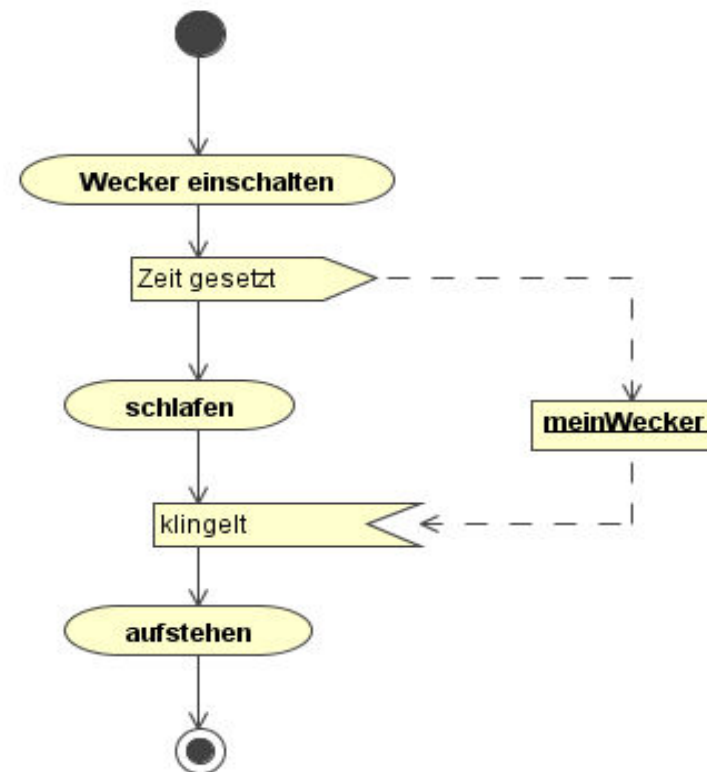 Wecker einschalten
Zeit gesetzt
schlafen
meinWecker
klingelt
aufstehen